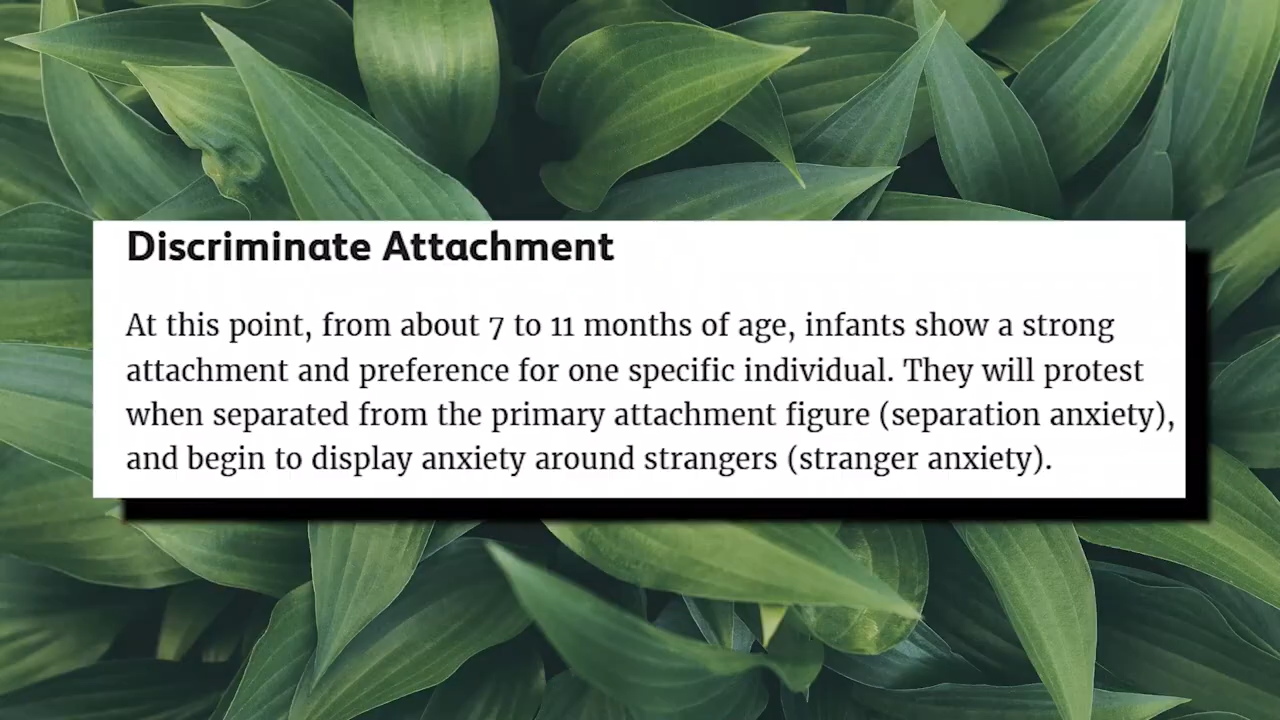 Discriminate Attachment
At this point, from about 7 to 11 months of age, infants show a strong
attachment and preference for one specific individual. They will protest
when separated from the primary attachment figure (separation anxiety),
and begin to display anxiety around strangers (stranger anxiety).